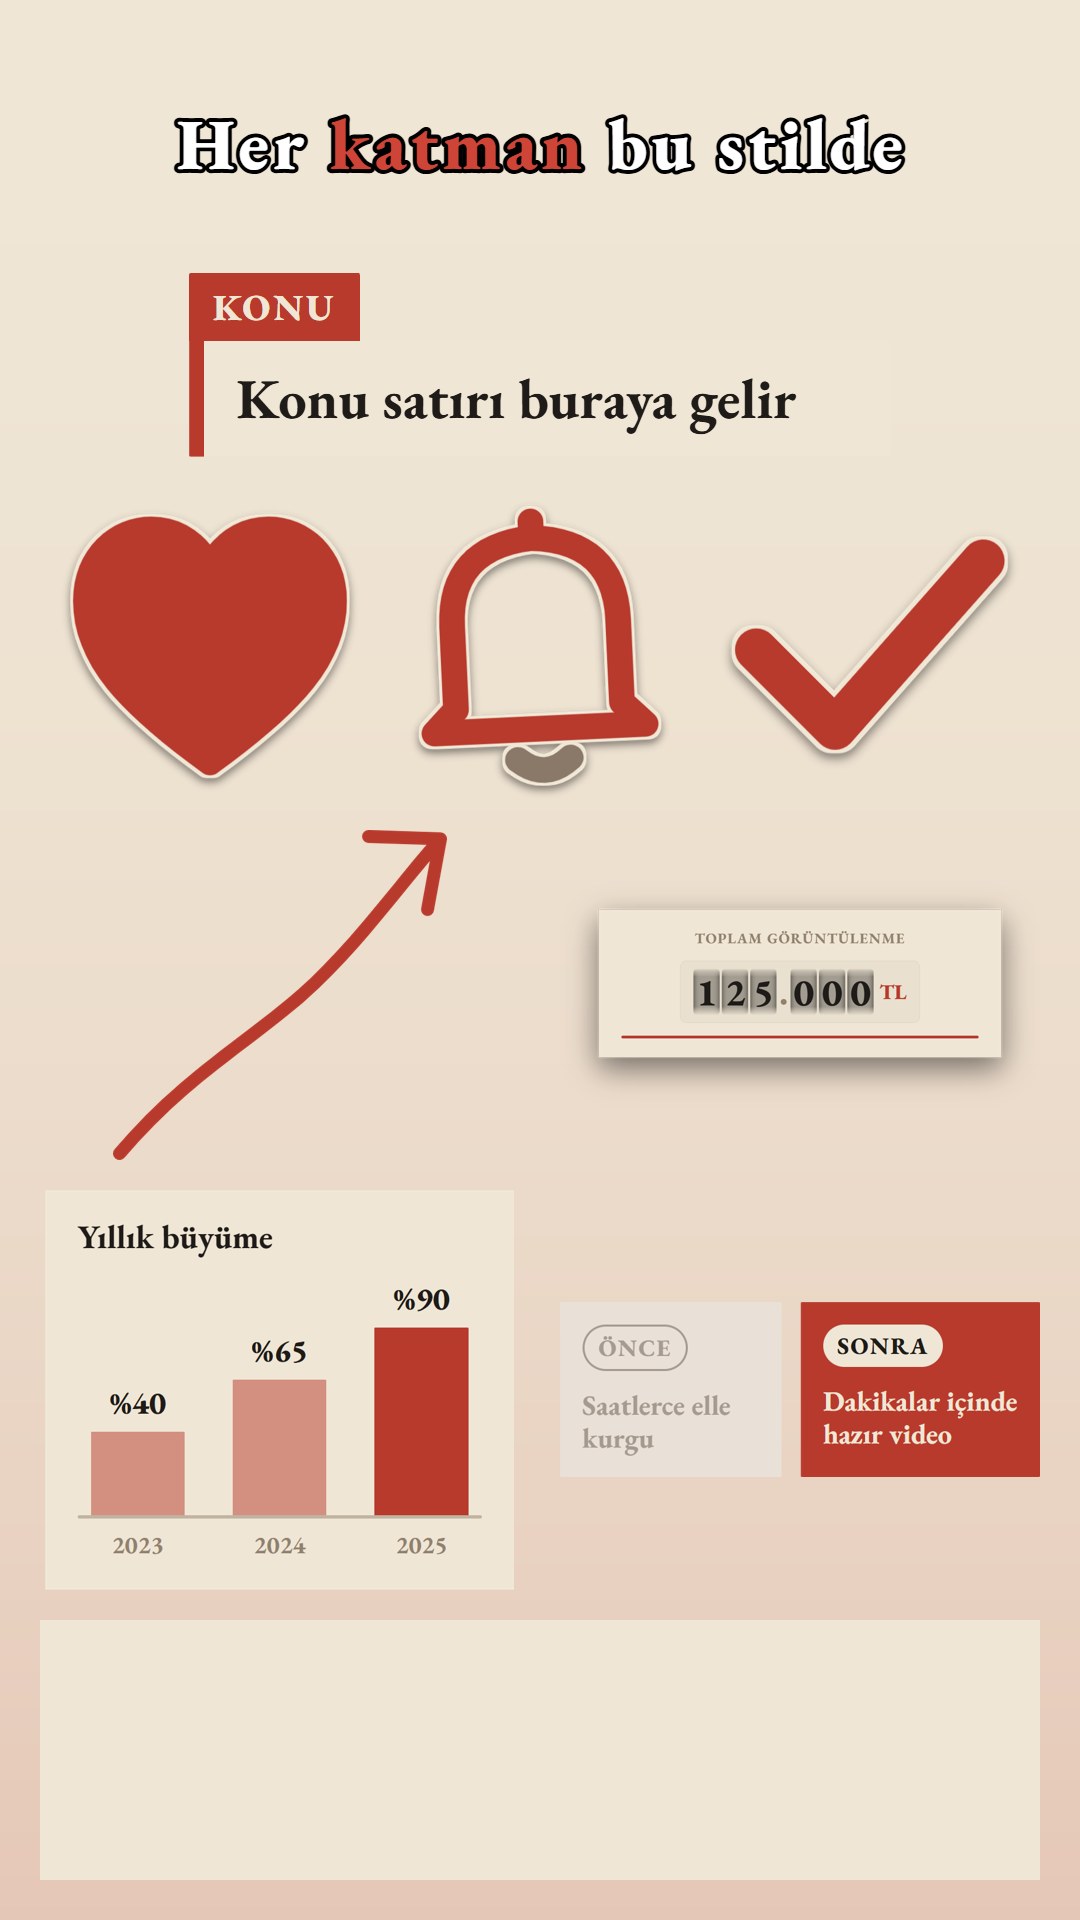 Her katman bu stilde
KONU
Konu satırı buraya gelir
TOPLAM GÖRÜNTÜLENME
125.000 TL
Yıllık büyüme
%90
%65
%40
2023 2024 2025
ÖNCE
Saatlerce elle
kurgu
SONRA
Dakikalar içinde
hazır video